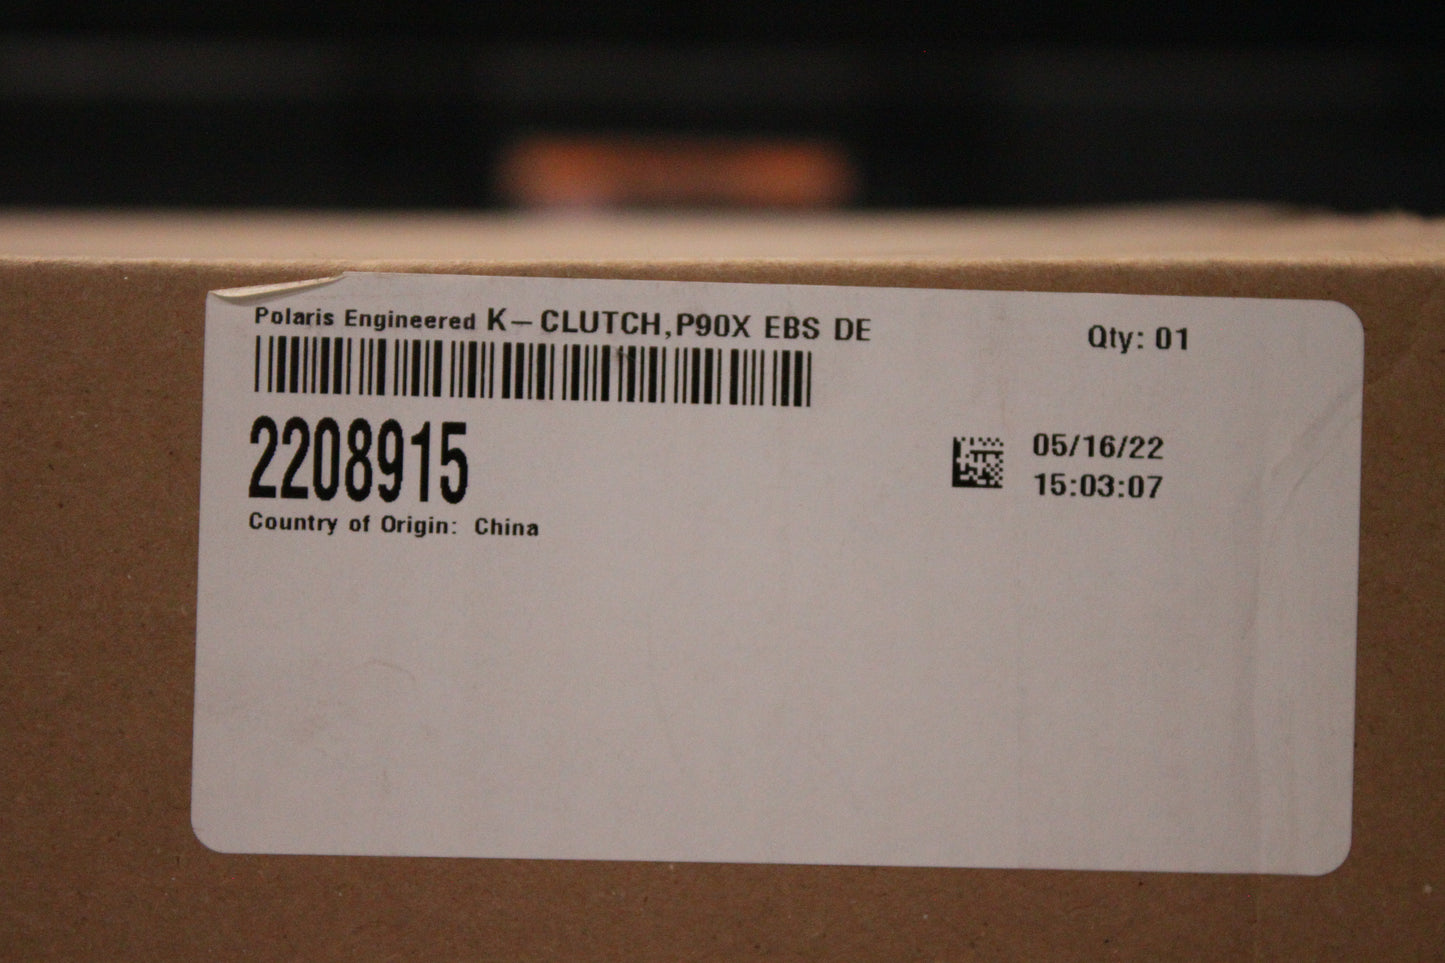 Polaris Engineered K-CLUTCH,P90X EBS DE
Qty: 01
2208915
Country of Origin: China
05/16/22
15:03:07